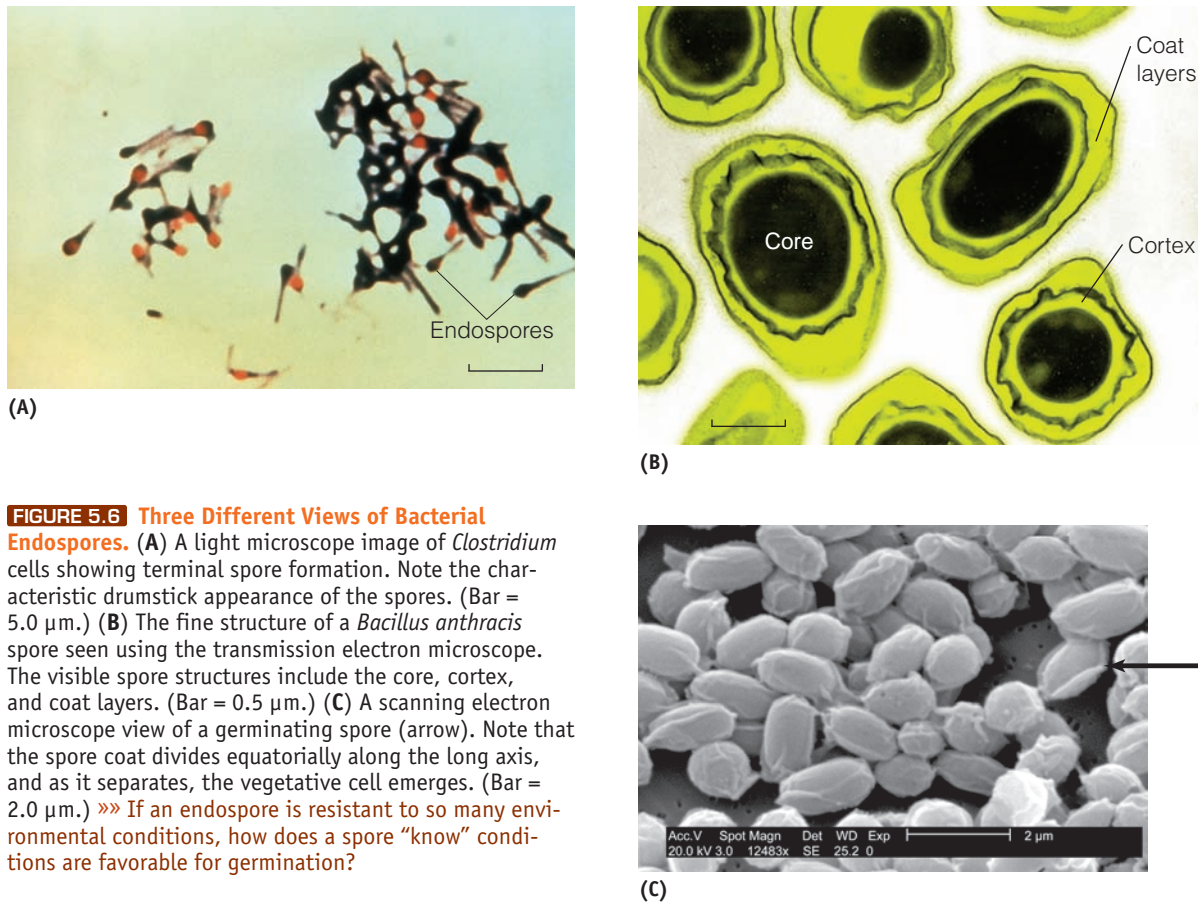 Endospores
(A)
Coat
layers
Core
Cortex
(B)
FIGURE 5.6 Three Different Views of Bacterial
Endospores. (A) A light microscope image of Clostridium
cells showing terminal spore formation. Note the char-
acteristic drumstick appearance of the spores. (Bar =
5.0 μm.) (B) The fine structure of a Bacillus anthracis
spore seen using the transmission electron microscope.
The visible spore structures include the core, cortex,
and coat layers. (Bar = 0.5 μm.) (C) A scanning electron
microscope view of a germinating spore (arrow). Note that
the spore coat divides equatorially along the long axis,
and as it separates, the vegetative cell emerges. (Bar =
2.0 μm.) »» If an endospore is resistant to so many envi-
ronmental conditions, how does a spore “know” condi-
tions are favorable for germination?
Acc.V Spot Magn Det WD Exp 2 μm
20.0 kV 3.0 12483x SE 25.2 0
(C)